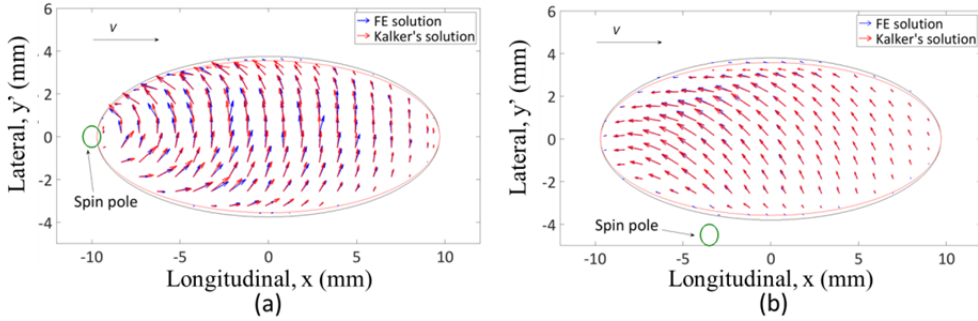 6
4
2
0
-2
-4
Lateral, y' (mm)
v
FE solution
Kalker's solution
Spin pole
-10 -5 0 5 10
Longitudinal, x (mm)
(a)
6
4
2
0
-2
-4
Lateral, y' (mm)
v
FE solution
Kalker's solution
Spin pole
-10 -5 0 5 10
Longitudinal, x (mm)
(b)